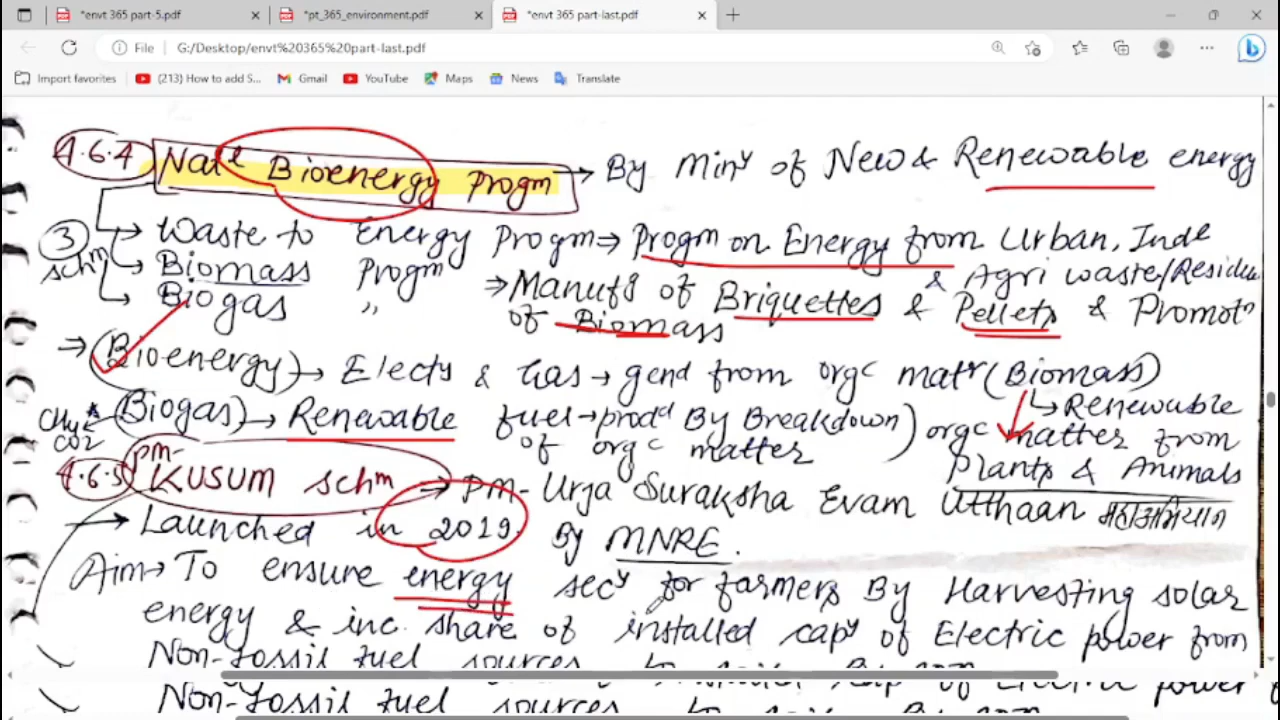 *envt 365 part-5.pdf
*pt_365_environment.pdf
*envt 365 part-last.pdf
File G:/Desktop/envt%20365%20part-last.pdf
Import favorites (213) How to add S... Gmail YouTube Maps News Translate
4.6.4 Natl Bioenergy Progm → By Miny of New & Renewable energy
③ schm → Waste to Energy Progm ⇒ Progm on Energy from Urban, Indl & Agri waste/Residue
→ Biomass Progm ⇒ Manufg of Briquettes & Pellets & Promotn of Biomass
→ Biogas "
⇒ (Bioenergy) → Electy & Gas → gend from orgc mattr (Biomass)
↳ Renewable orgc matter from Plants & Animals
CH4 & CO2 ← (Biogas) → Renewable fuel → prodd By Breakdown of orgc matter
4.6.5 PM-KUSUM schm → PM-Urja Suraksha Evam Utthaan महाभियान
→ Launched in 2019 By MNRE.
Aim → To ensure energy secy for farmers By Harvesting solar
energy & inc. share of installed capy of Electric power from
Non-Fossil fuel sources to
Non-Fossil fuel sources to